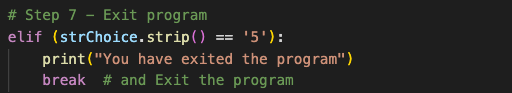 # Step 7 - Exit program
elif (strChoice.strip() == '5'):
    print("You have exited the program")
    break  # and Exit the program